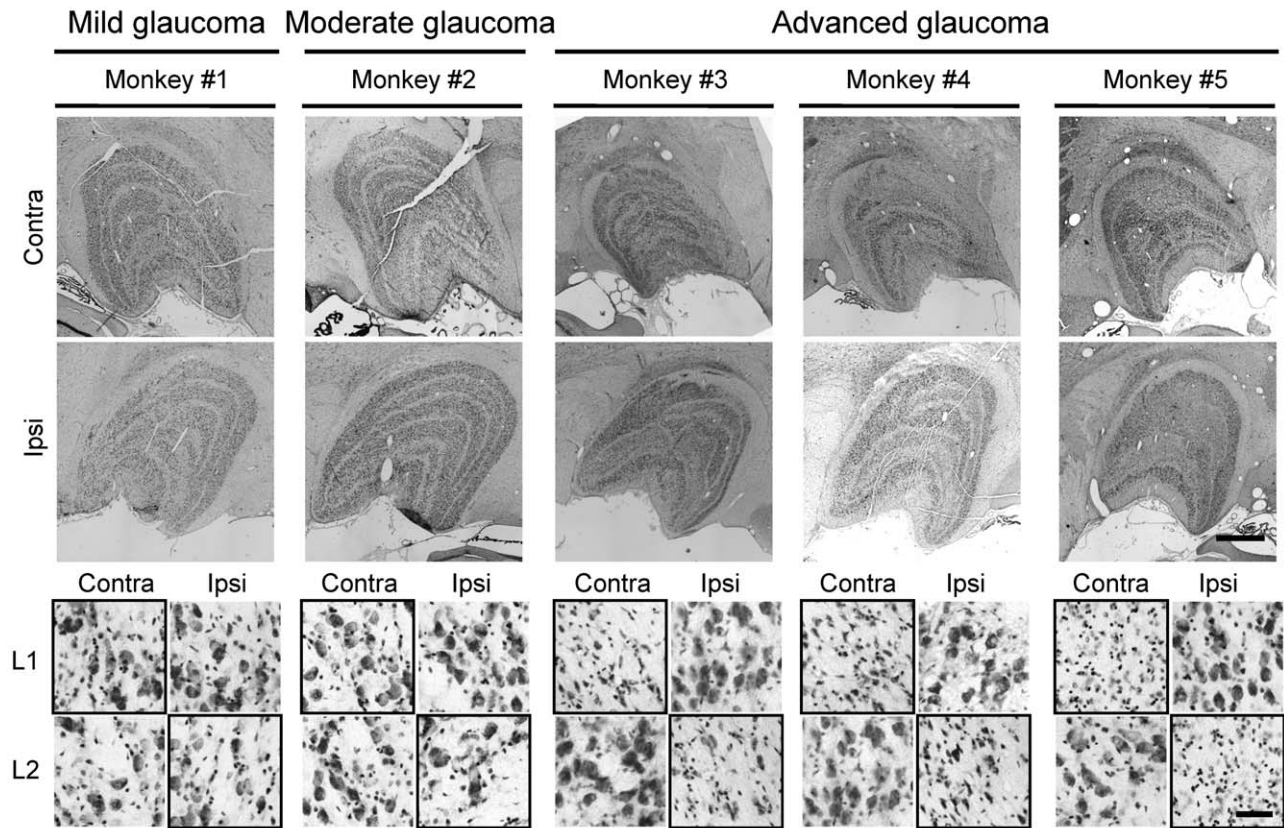 Mild glaucoma Moderate glaucoma Advanced glaucoma
Monkey #1 Monkey #2 Monkey #3 Monkey #4 Monkey #5
Contra
Ipsi
Contra Ipsi Contra Ipsi Contra Ipsi Contra Ipsi Contra Ipsi
L1
L2